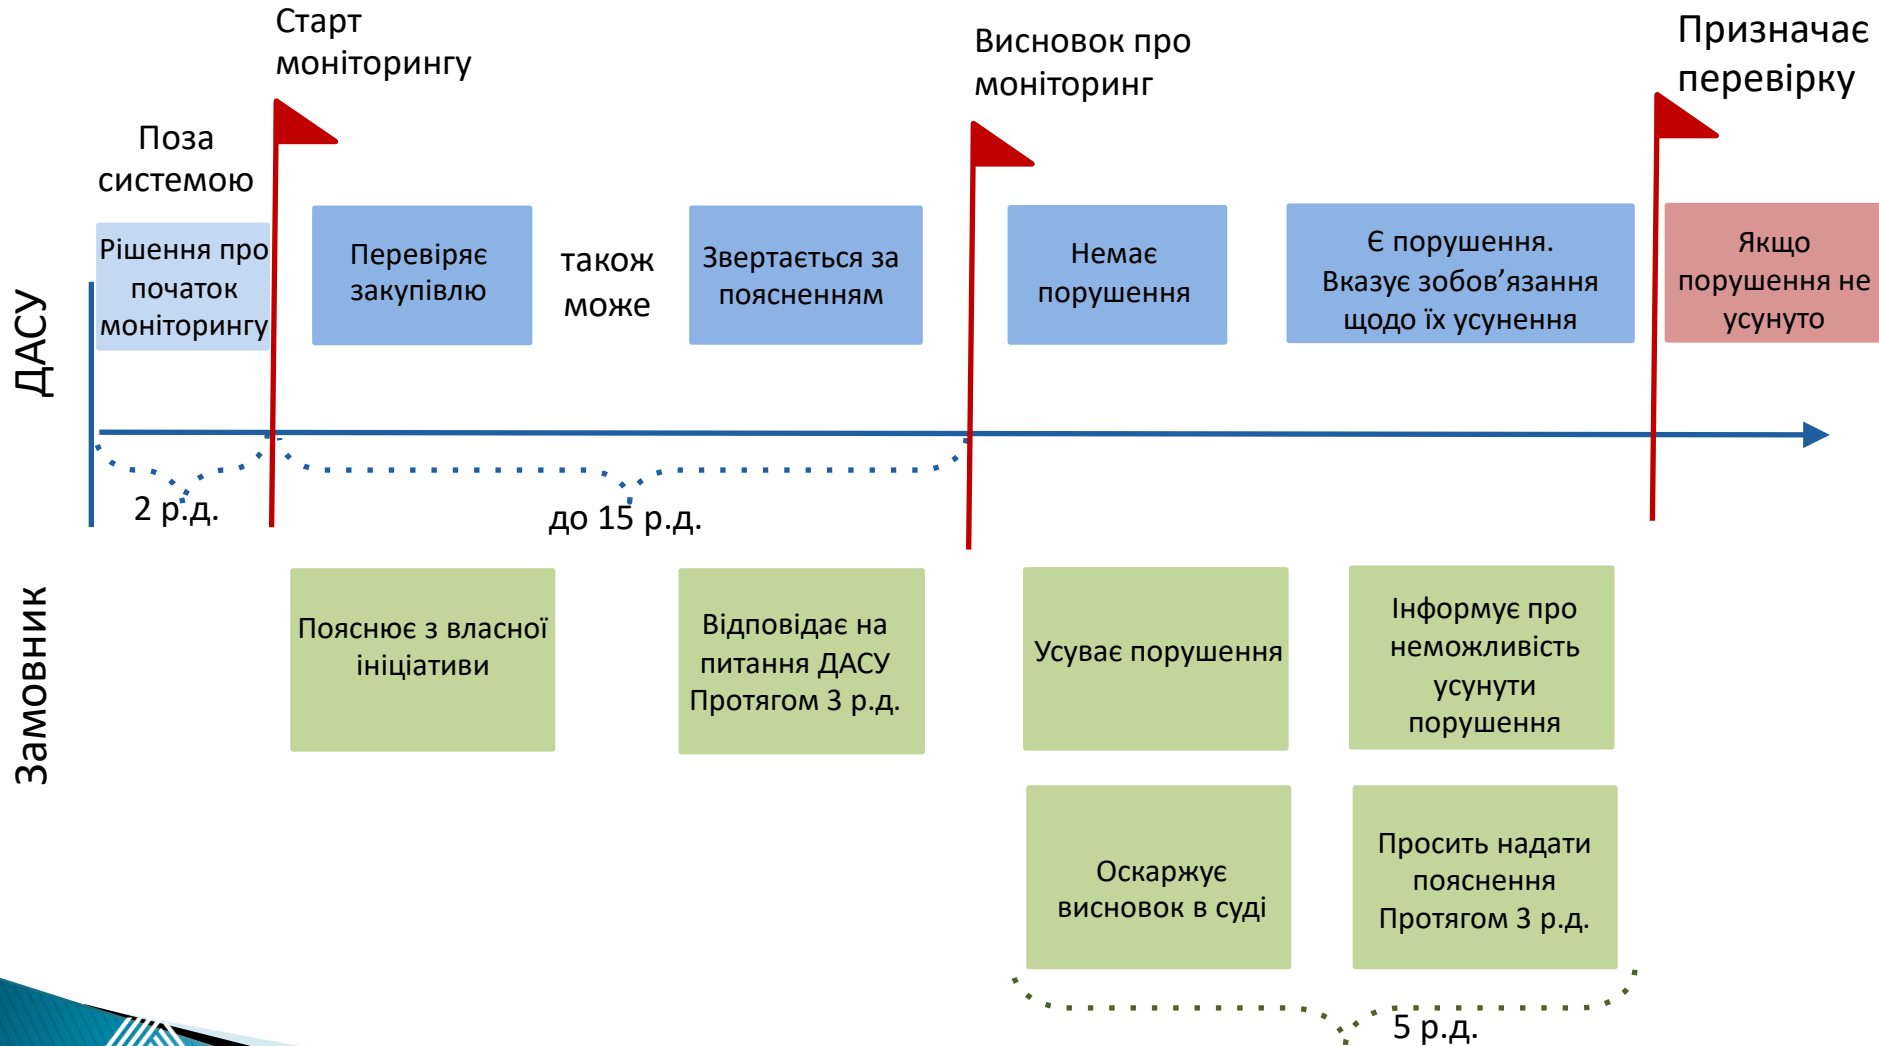 Старт
моніторингу
Висновок про
моніторинг
Призначає
перевірку
Поза
системою
ДАСУ
Рішення про
початок
моніторингу
Перевіряє
закупівлю
також
може
Звертається за
поясненням
Немає
порушення
Є порушення.
Вказує зобов’язання
щодо їх усунення
Якщо
порушення не
усунуто
2 р.д.
до 15 р.д.
Замовник
Пояснює з власної
ініціативи
Відповідає на
питання ДАСУ
Протягом 3 р.д.
Усуває порушення
Інформує про
неможливість
усунути
порушення
Оскаржує
висновок в суді
Просить надати
пояснення
Протягом 3 р.д.
5 р.д.